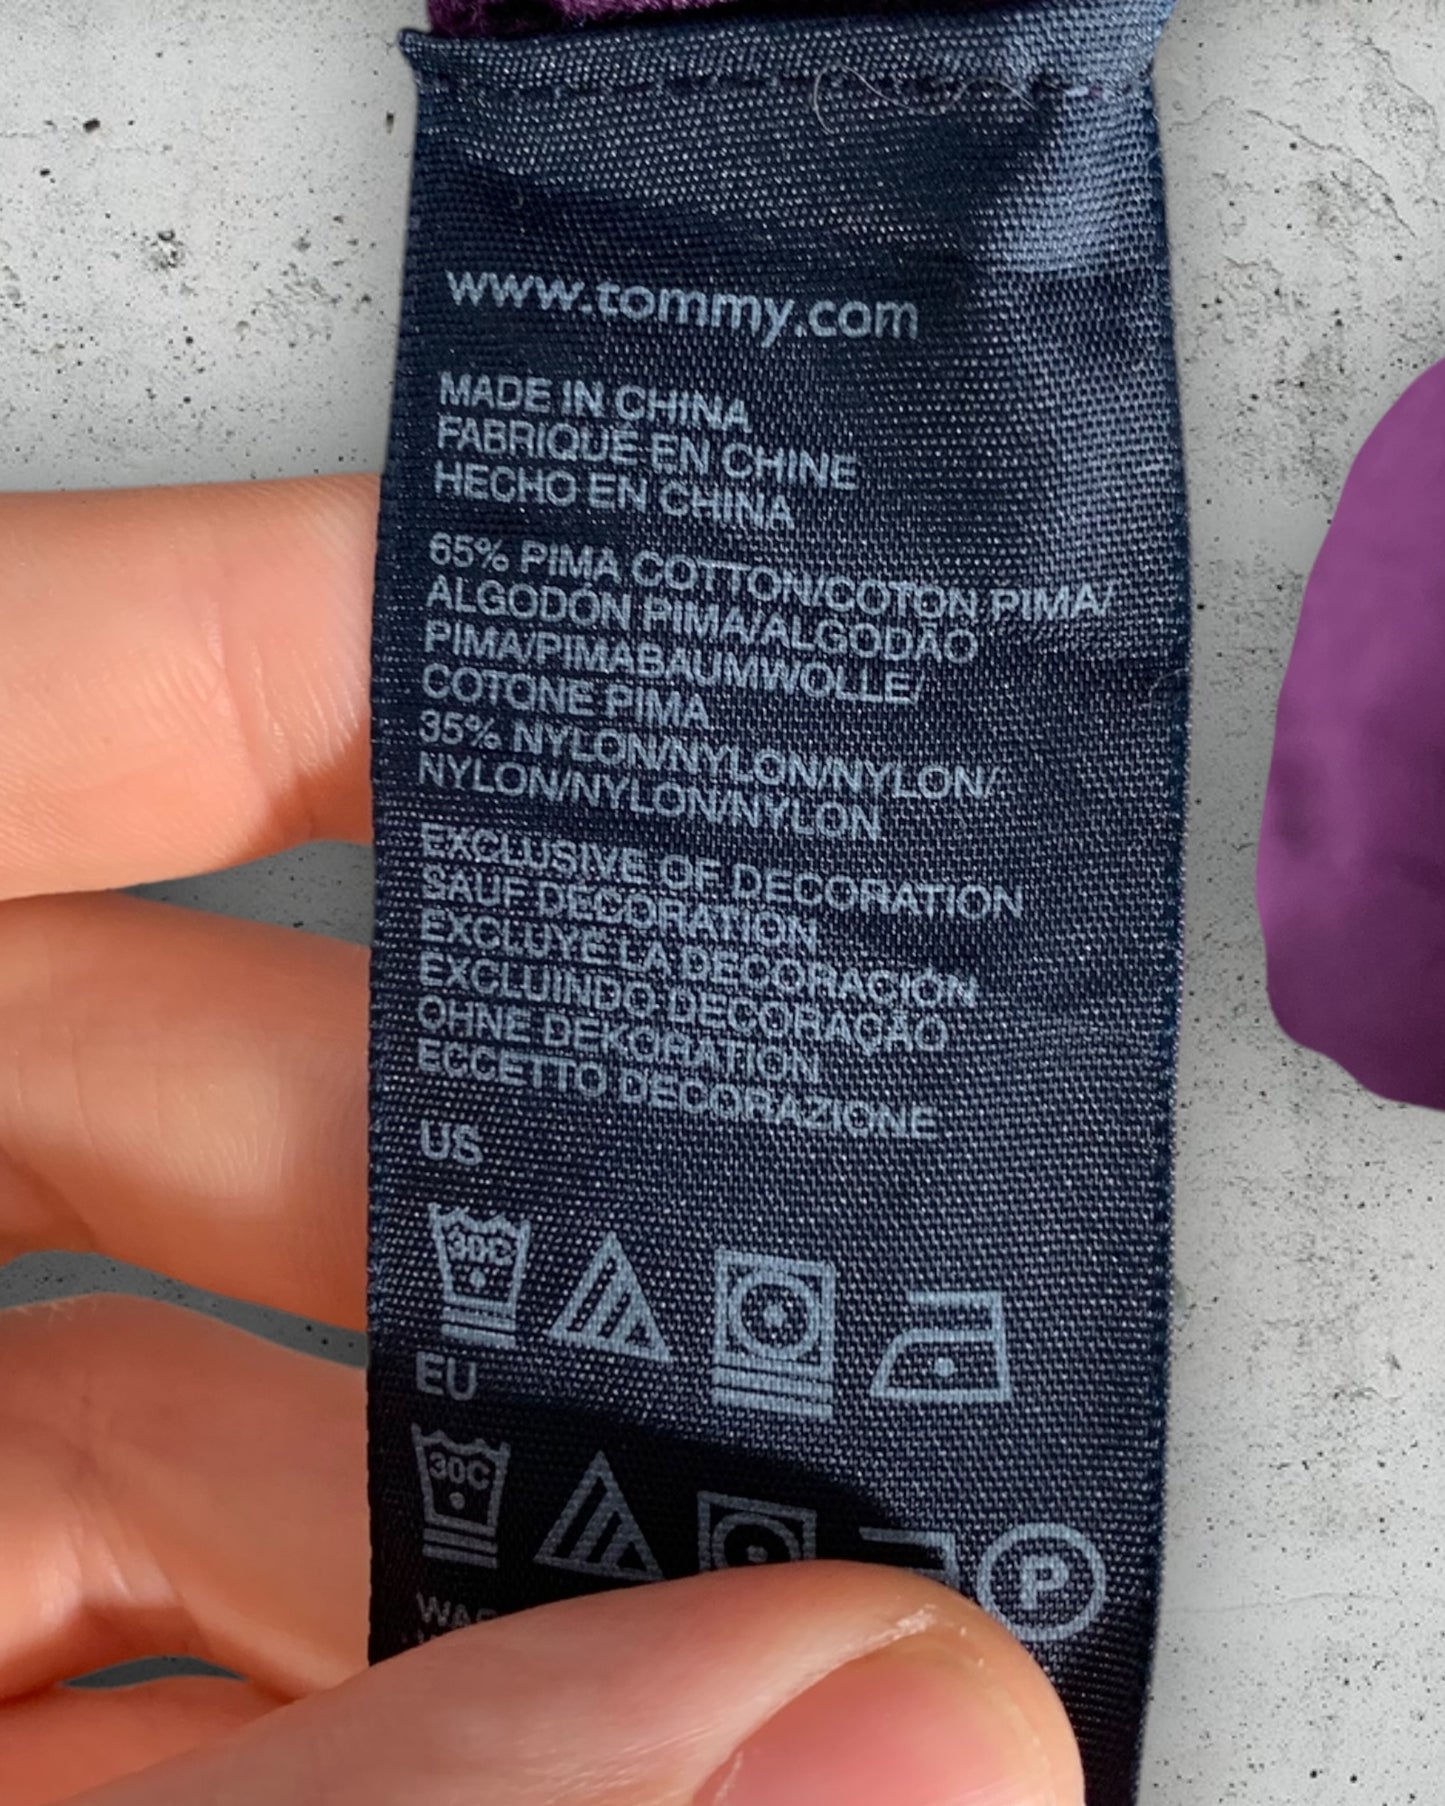 www.tommy.com
MADE IN CHINA
FABRIQUÉ EN CHINE
HECHO EN CHINA
65% PIMA COTTON/COTON PIMA/
ALGODÓN PIMA/ALGODÃO
PIMA/PIMABAUMWOLLE/
COTONE PIMA
35% NYLON/NYLON/NYLON/
NYLON/NYLON/NYLON
EXCLUSIVE OF DECORATION
SAUF DÉCORATION
EXCLUYE LA DECORACIÓN
EXCLUINDO DECORAÇÃO
OHNE DEKORATION
ECCETTO DECORAZIONE
US
30C
EU
30C
P